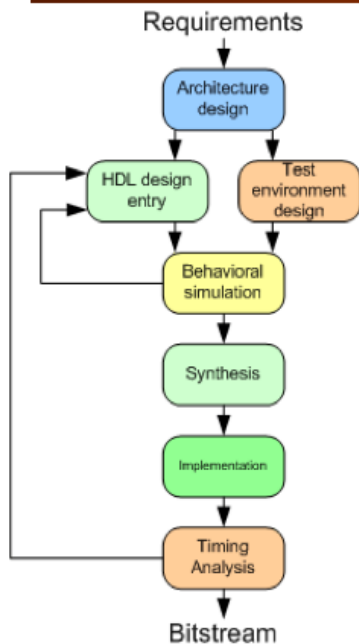 Requirements
Architecture
design
HDL design
entry
Test
environment
design
Behavioral
simulation
Synthesis
Implementation
Timing
Analysis
Bitstream